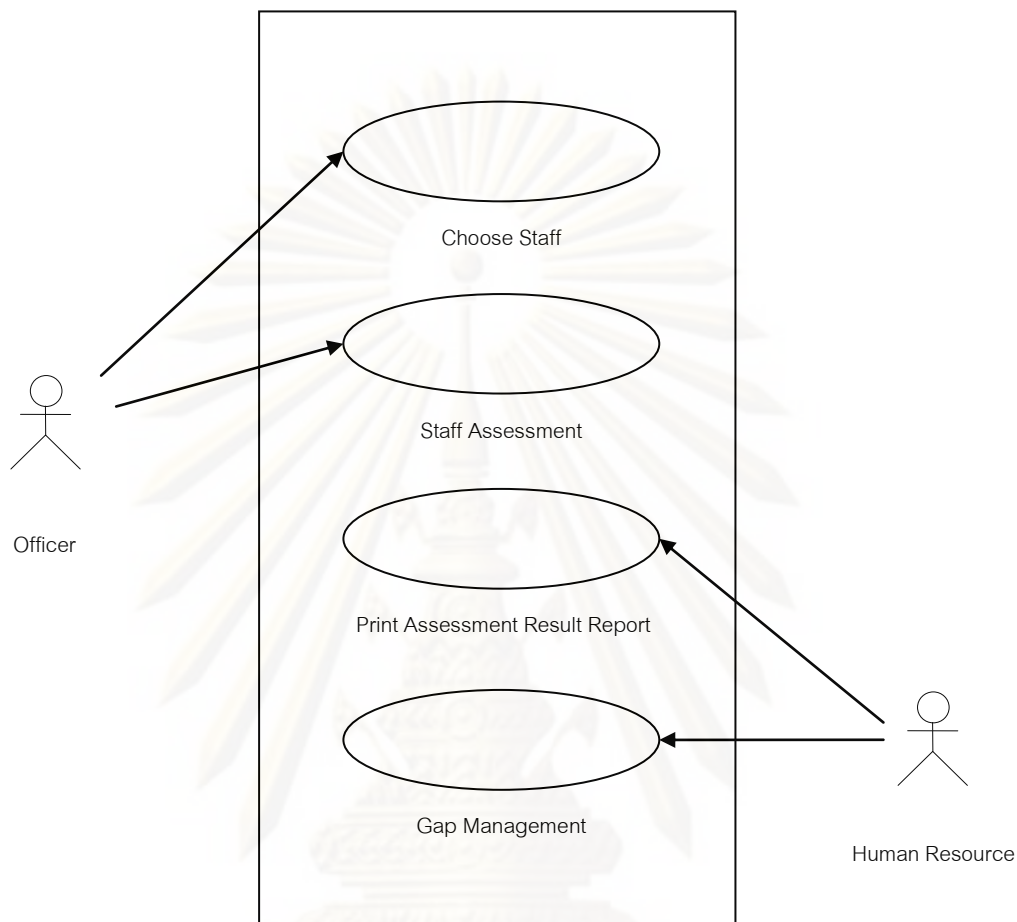 Choose Staff
Staff Assessment
Officer
Print Assessment Result Report
Gap Management
Human Resource